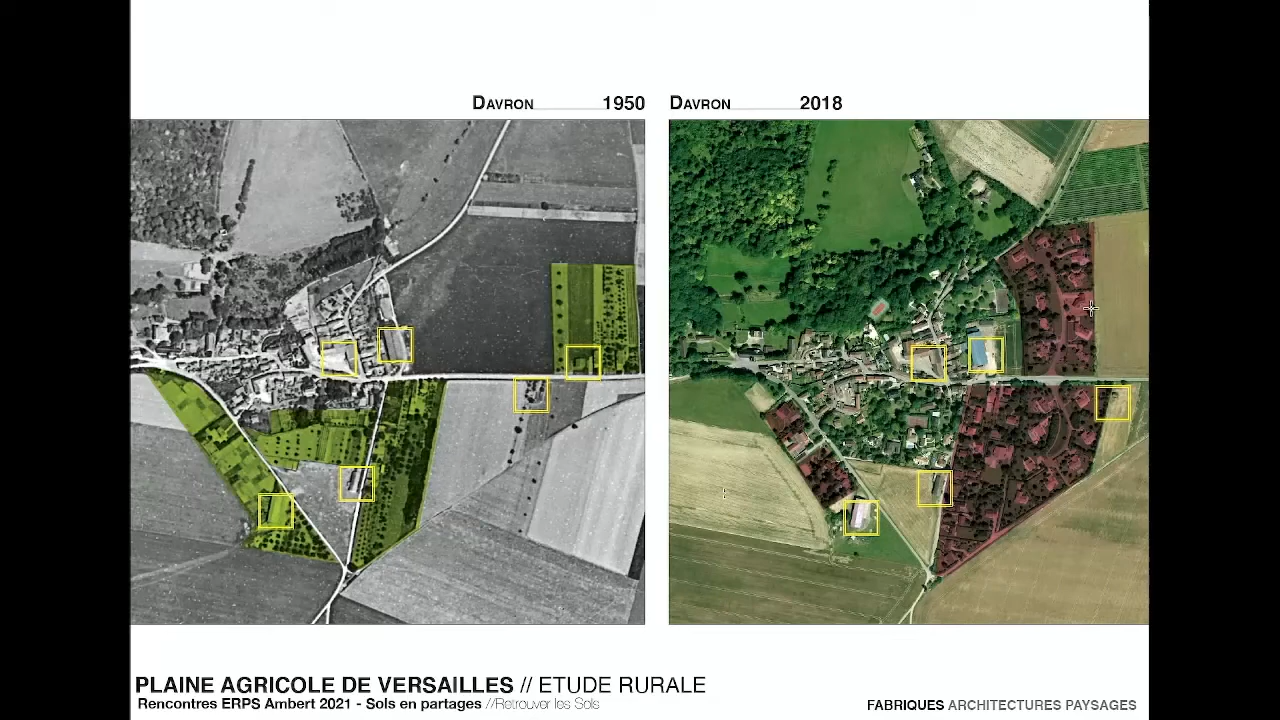 DAVRON 1950
DAVRON 2018
PLAINE AGRICOLE DE VERSAILLES // ETUDE RURALE
Rencontres ERPS Ambert 2021 - Sols en partages //Retrouver les Sols
FABRIQUES ARCHITECTURES PAYSAGES